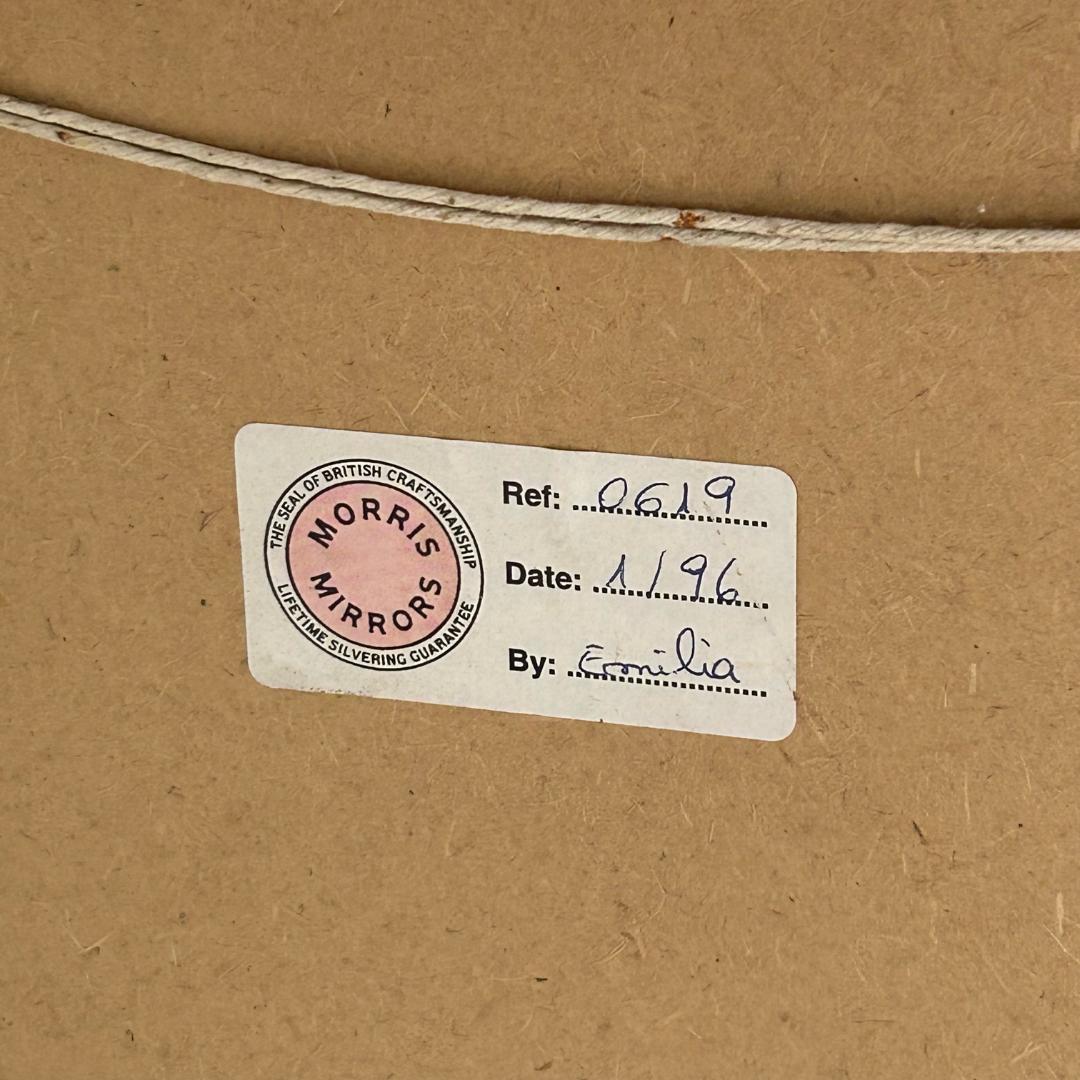 THE SEAL OF BRITISH CRAFTSMANSHIP
MORRIS
MIRRORS
LIFETIME SILVERING GUARANTEE
Ref: 0619
Date: 1/96
By: Emilia